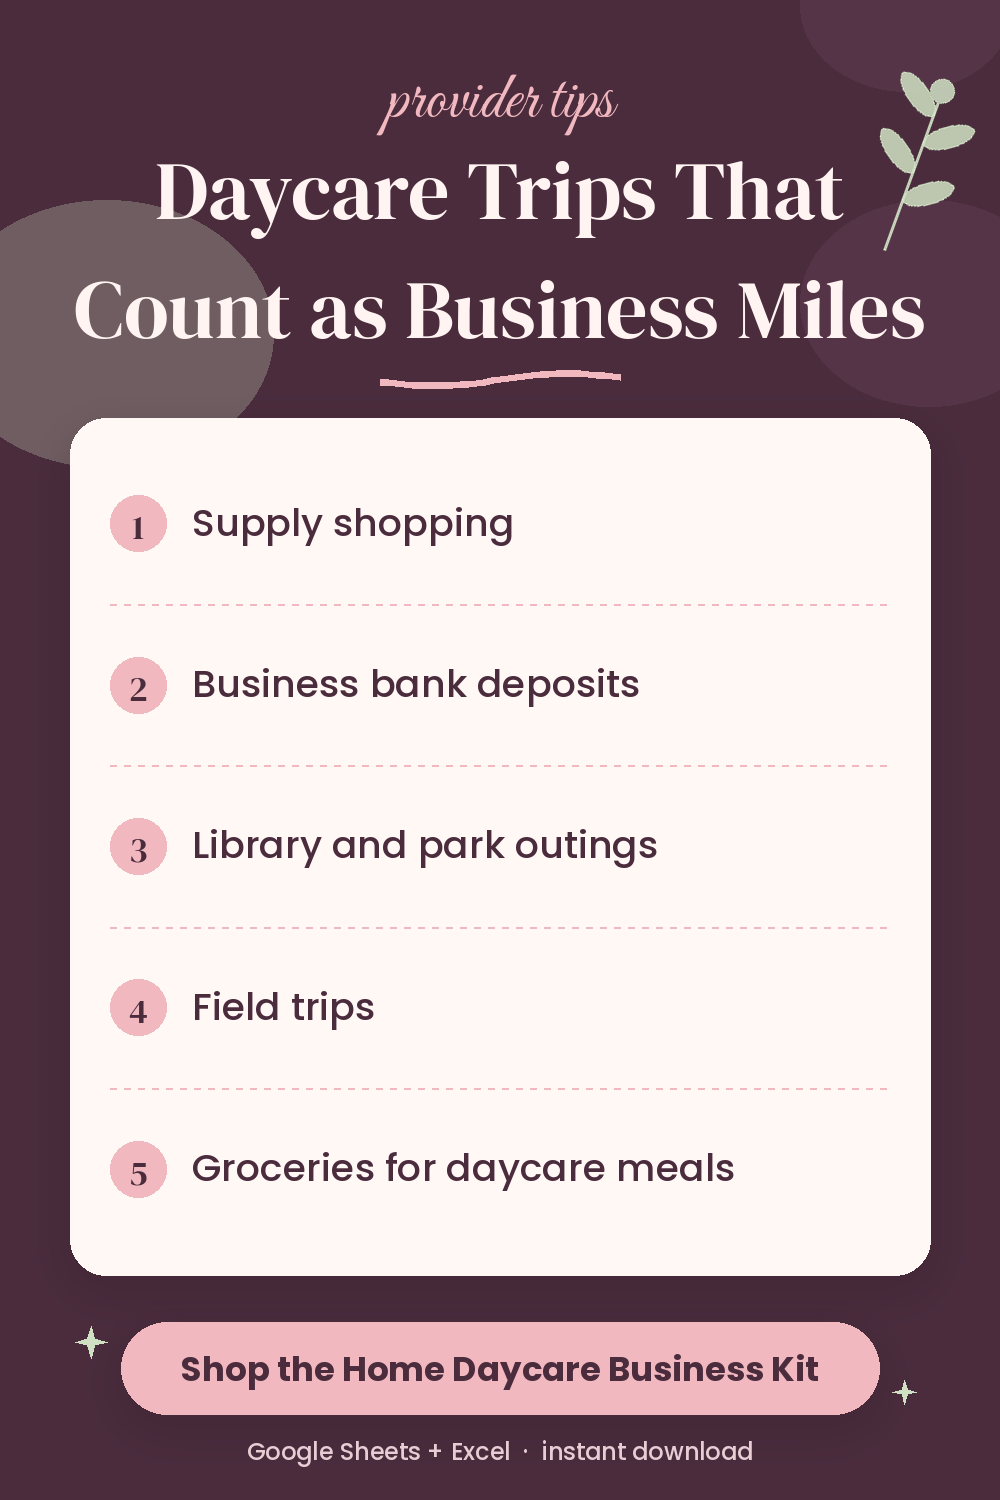 provider tips
Daycare Trips That
Count as Business Miles
1 Supply shopping
2 Business bank deposits
3 Library and park outings
4 Field trips
5 Groceries for daycare meals
Shop the Home Daycare Business Kit
Google Sheets + Excel · instant download